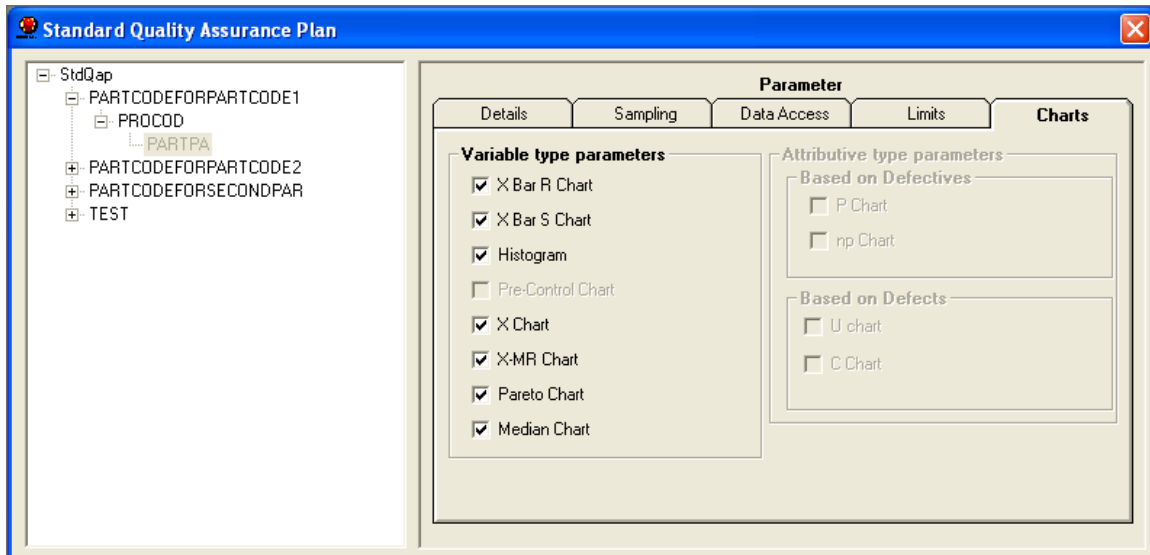 Standard Quality Assurance Plan
StdQap
PARTCODEFORPARTCODE1
PROCOD
PARTPA
PARTCODEFORPARTCODE2
PARTCODEFORSECONDPAR
TEST
Parameter
Details
Sampling
Data Access
Limits
Charts
Variable type parameters
X Bar R Chart
X Bar S Chart
Histogram
Pre-Control Chart
X Chart
X-MR Chart
Pareto Chart
Median Chart
Attributive type parameters
Based on Defectives
P Chart
np Chart
Based on Defects
U chart
C Chart